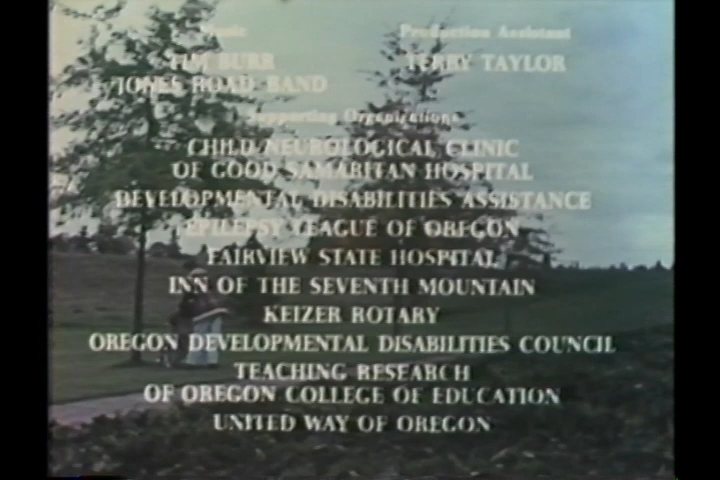 Music
TIM BURR
JONES ROAD BAND
Production Assistant
TERRY TAYLOR
Supporting Organizations
CHILD NEUROLOGICAL CLINIC
OF GOOD SAMARITAN HOSPITAL
DEVELOPMENTAL DISABILITIES ASSISTANCE
EPILEPSY LEAGUE OF OREGON
FAIRVIEW STATE HOSPITAL
INN OF THE SEVENTH MOUNTAIN
KEIZER ROTARY
OREGON DEVELOPMENTAL DISABILITIES COUNCIL
TEACHING RESEARCH
OF OREGON COLLEGE OF EDUCATION
UNITED WAY OF OREGON